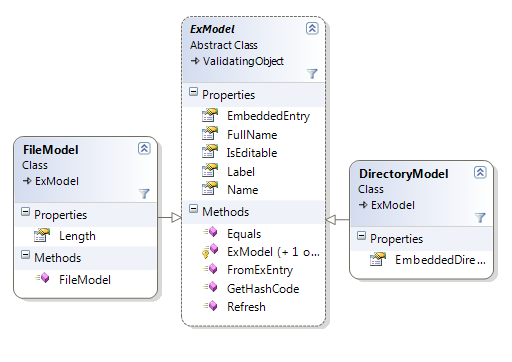 ExModel
Abstract Class
ValidatingObject
Properties
EmbeddedEntry
FullName
IsEditable
Label
Name
Methods
Equals
ExModel (+ 1 o...
FromExEntry
GetHashCode
Refresh
FileModel
Class
ExModel
Properties
Length
Methods
FileModel
DirectoryModel
Class
ExModel
Properties
EmbeddedDire...